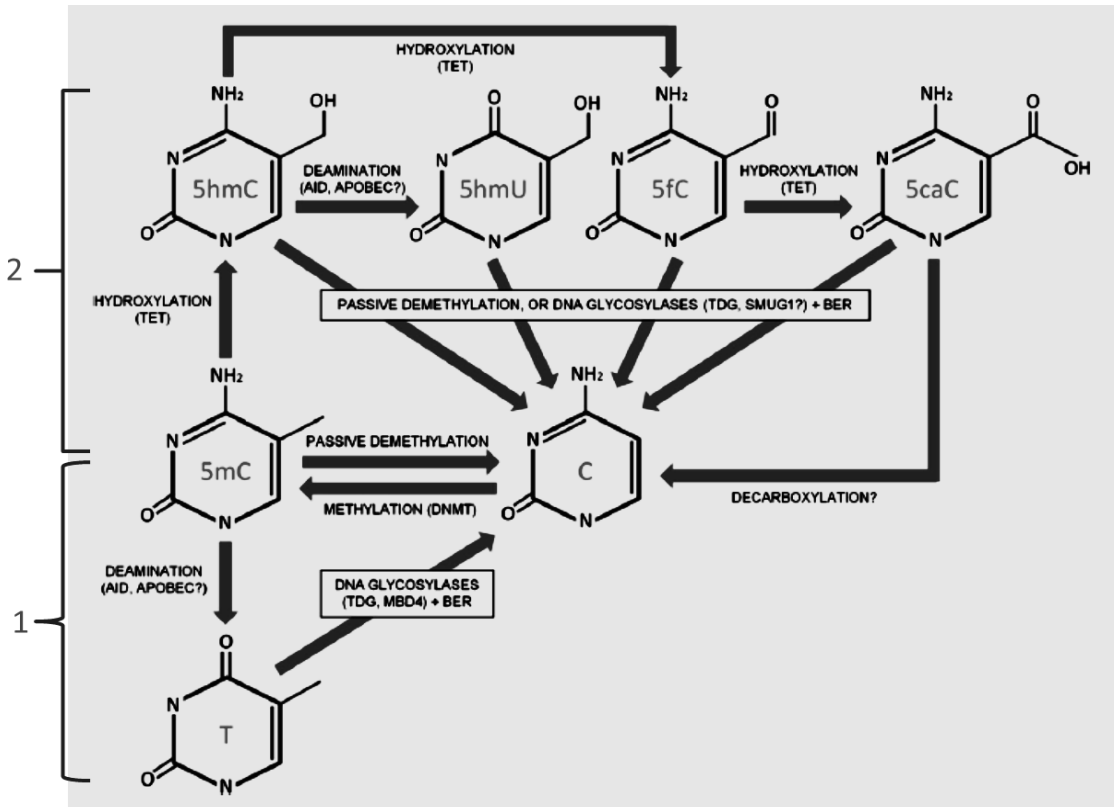 HYDROXYLATION
(TET)
NH₂
OH
N
5hmC
O
N
DEAMINATION
(AID, APOBEC?)
O
OH
N
5hmU
O
N
NH₂
O
N
5fC
O
N
HYDROXYLATION
(TET)
NH₂
O
OH
N
5caC
O
N
2
HYDROXYLATION
(TET)
PASSIVE DEMETHYLATION, OR DNA GLYCOSYLASES (TDG, SMUG1?) + BER
NH₂
N
5mC
O
N
PASSIVE DEMETHYLATION
METHYLATION (DNMT)
NH₂
N
C
O
N
DECARBOXYLATION?
1
DEAMINATION
(AID, APOBEC?)
DNA GLYCOSYLASES
(TDG, MBD4) + BER
O
N
T
O
N